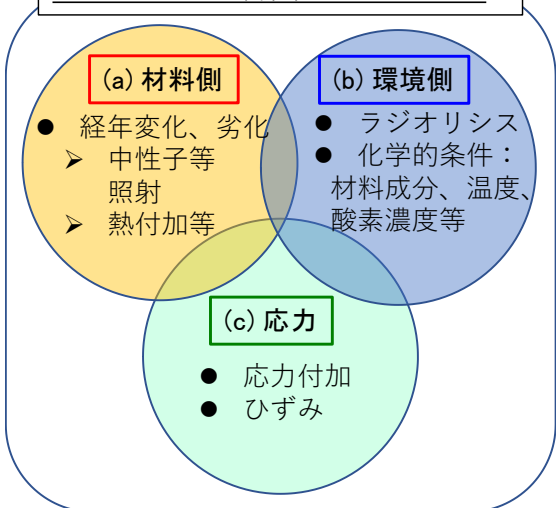 (a) 材料側
● 経年変化、劣化
➤ 中性子等
照射
➤ 熱付加等
(b) 環境側
● ラジオリシス
● 化学的条件：
材料成分、温度、
酸素濃度等
(c) 応力
● 応力付加
● ひずみ